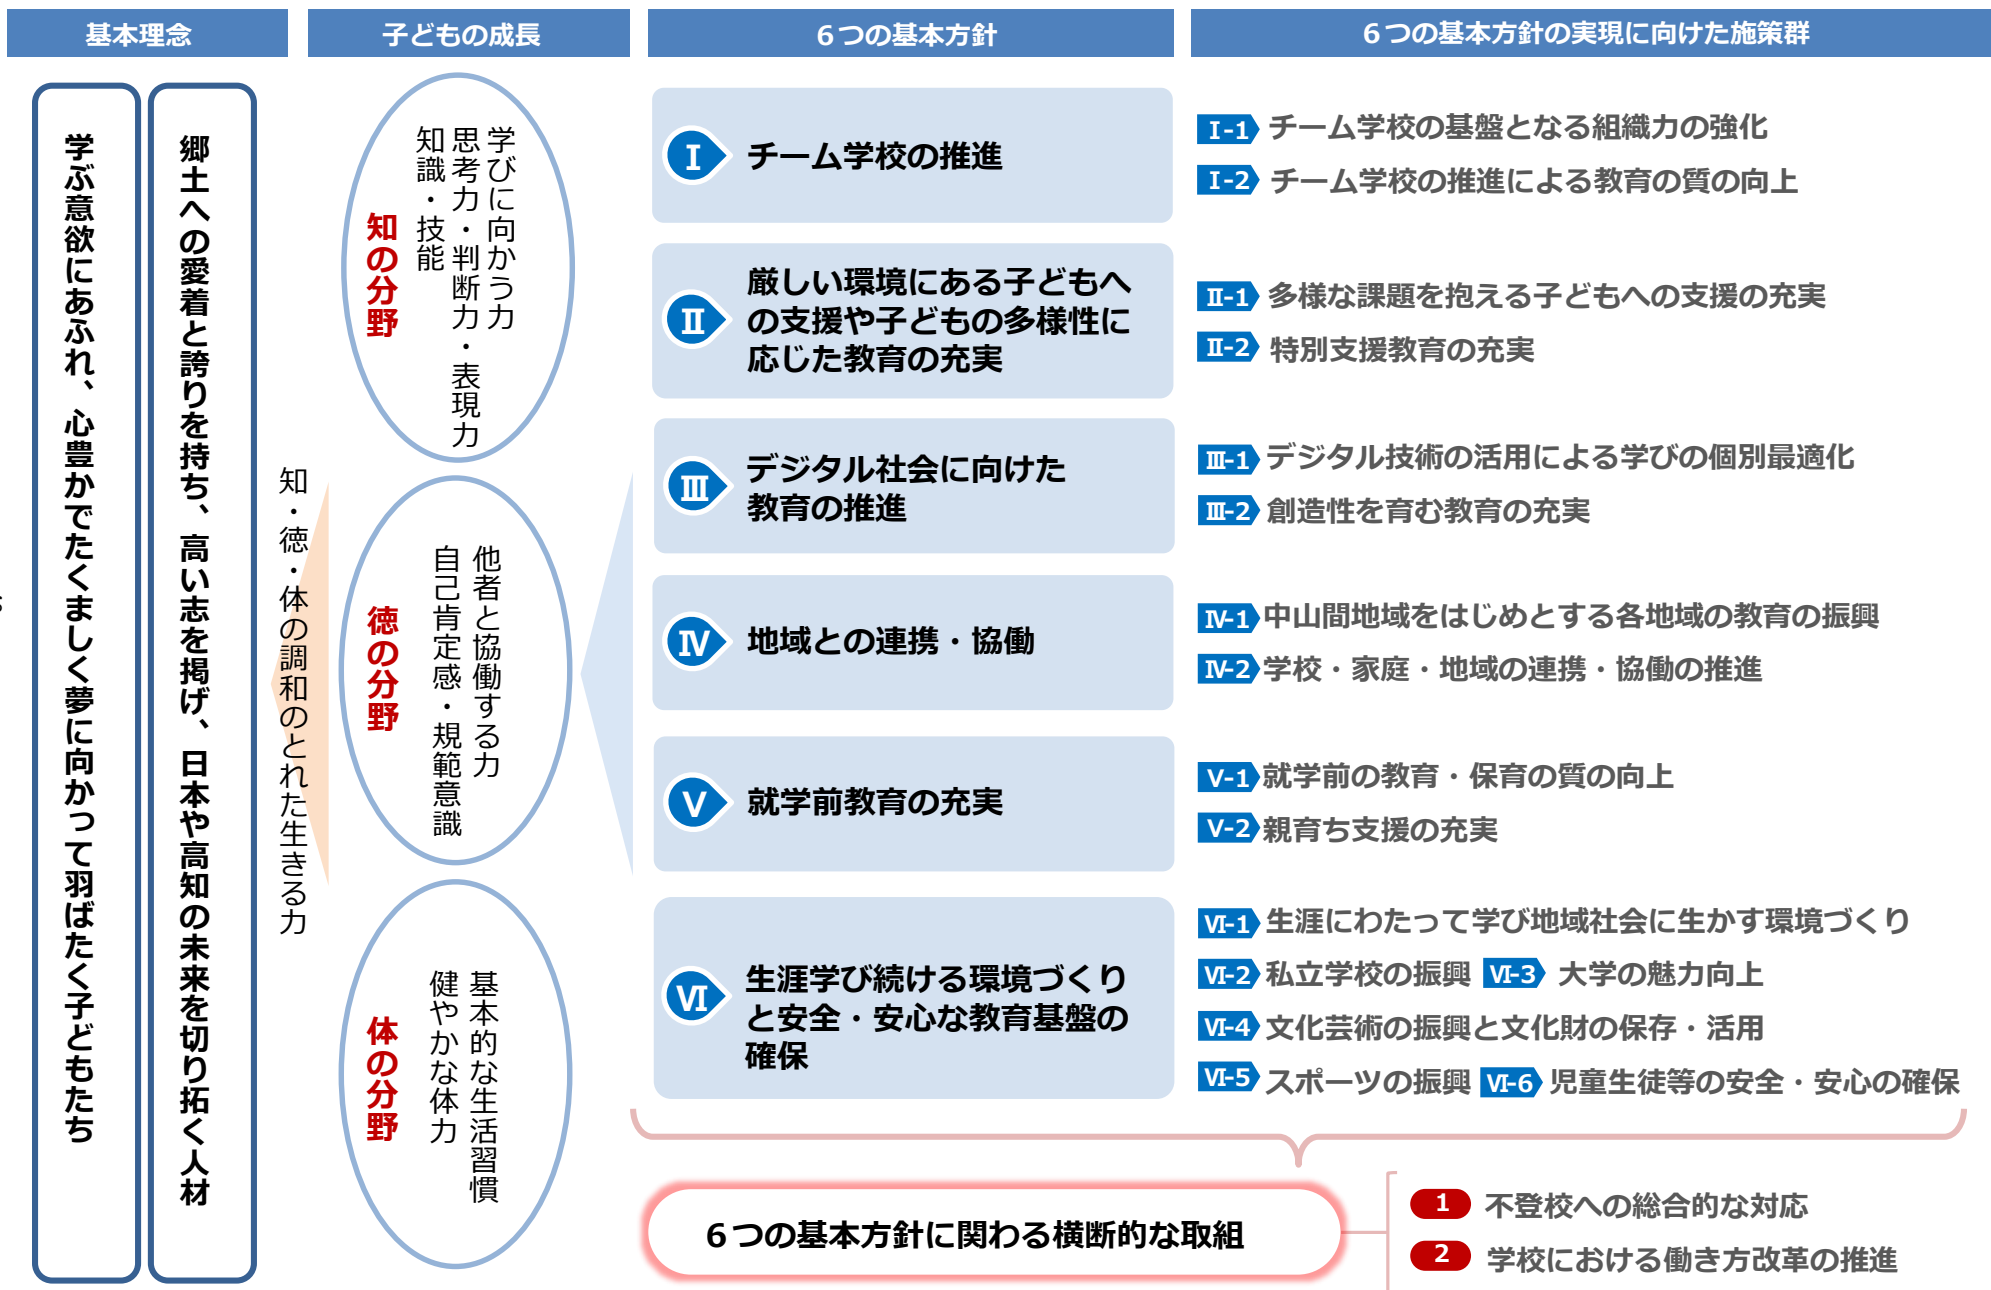 基本理念
子どもの成長
６つの基本方針
６つの基本方針の実現に向けた施策群
郷土への愛着と誇りを持ち、高い志を掲げ、日本や高知の未来を切り拓く人材
学ぶ意欲にあふれ、心豊かでたくましく夢に向かって羽ばたく子どもたち
知・徳・体の調和のとれた生きる力
学びに向かう力
思考力・判断力・表現力
知識・技能
知の分野
他者と協働する力
自己肯定感・規範意識
徳の分野
基本的な生活習慣
健やかな体力
体の分野
Ⅰ チーム学校の推進
Ⅰ-1 チーム学校の基盤となる組織力の強化
Ⅰ-2 チーム学校の推進による教育の質の向上
Ⅱ 厳しい環境にある子どもへ
の支援や子どもの多様性に
応じた教育の充実
Ⅱ-1 多様な課題を抱える子どもへの支援の充実
Ⅱ-2 特別支援教育の充実
Ⅲ デジタル社会に向けた
教育の推進
Ⅲ-1 デジタル技術の活用による学びの個別最適化
Ⅲ-2 創造性を育む教育の充実
Ⅳ 地域との連携・協働
Ⅳ-1 中山間地域をはじめとする各地域の教育の振興
Ⅳ-2 学校・家庭・地域の連携・協働の推進
Ⅴ 就学前教育の充実
Ⅴ-1 就学前の教育・保育の質の向上
Ⅴ-2 親育ち支援の充実
Ⅵ 生涯学び続ける環境づくり
と安全・安心な教育基盤の
確保
Ⅵ-1 生涯にわたって学び地域社会に生かす環境づくり
Ⅵ-2 私立学校の振興 Ⅵ-3 大学の魅力向上
Ⅵ-4 文化芸術の振興と文化財の保存・活用
Ⅵ-5 スポーツの振興 Ⅵ-6 児童生徒等の安全・安心の確保
６つの基本方針に関わる横断的な取組
1 不登校への総合的な対応
2 学校における働き方改革の推進